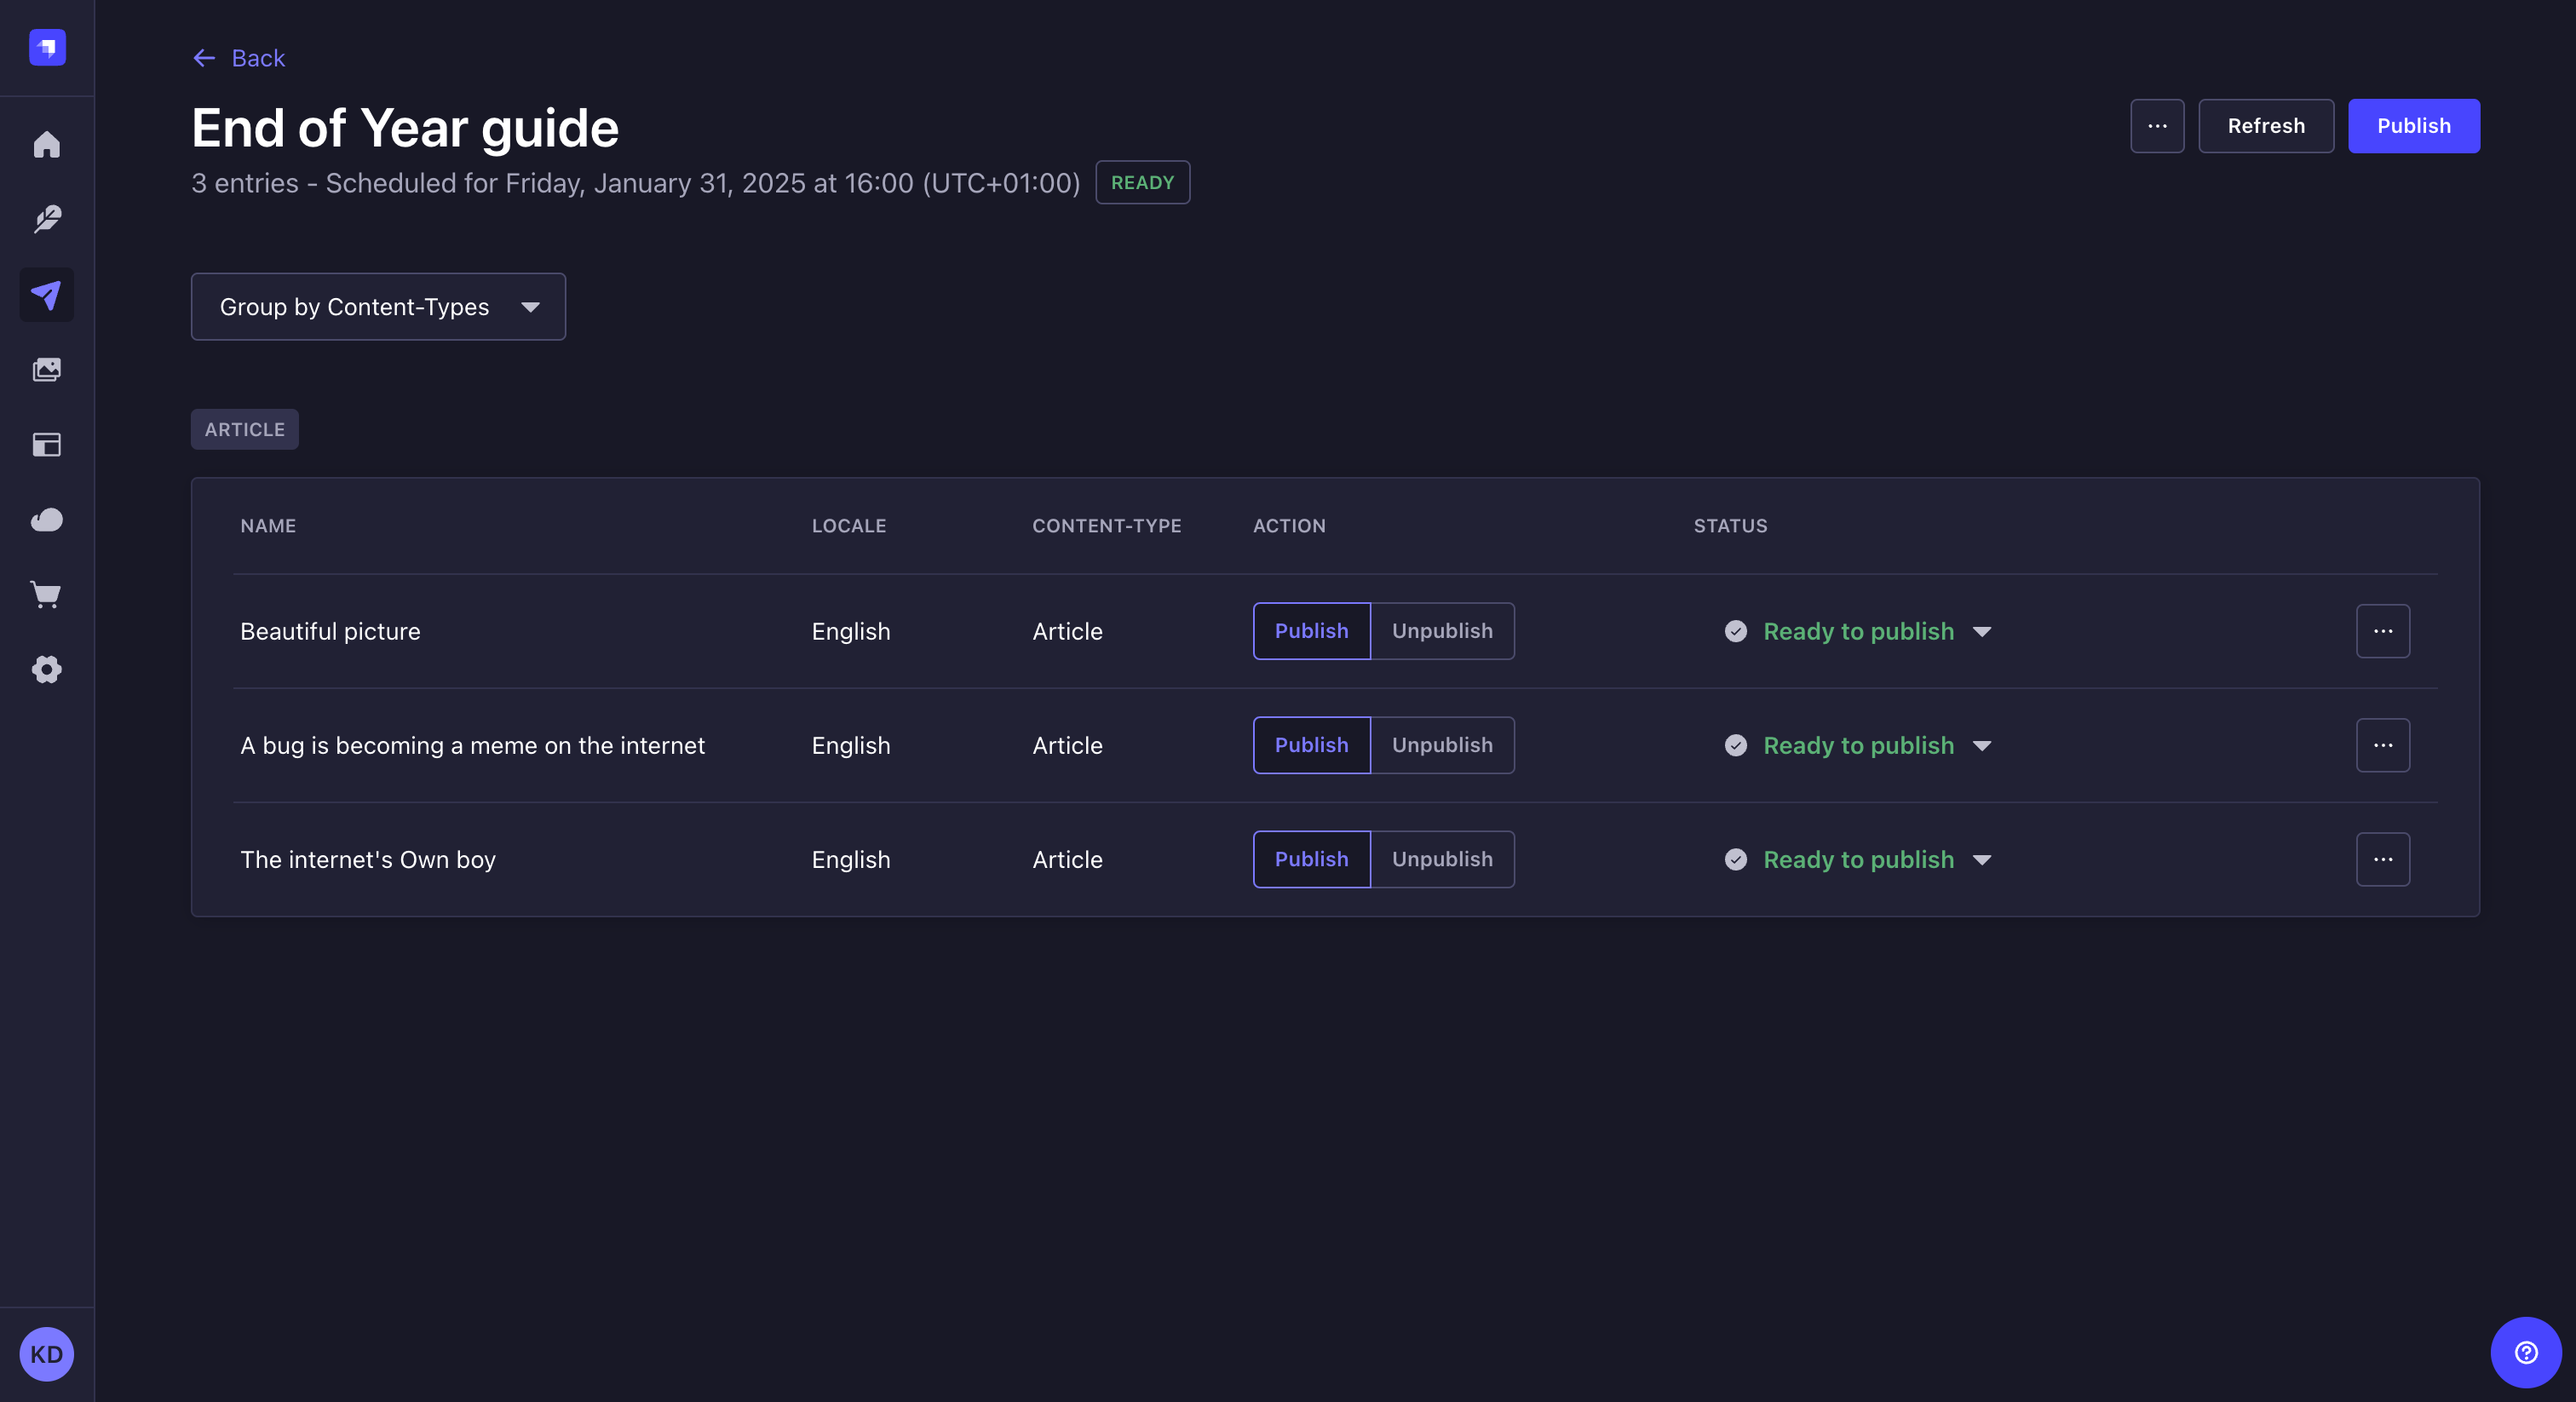 Back
End of Year guide
... Refresh Publish
3 entries - Scheduled for Friday, January 31, 2025 at 16:00 (UTC+01:00) READY
Group by Content-Types
ARTICLE
NAME LOCALE CONTENT-TYPE ACTION STATUS
Beautiful picture English Article Publish Unpublish Ready to publish ...
A bug is becoming a meme on the internet English Article Publish Unpublish Ready to publish ...
The internet's Own boy English Article Publish Unpublish Ready to publish ...
KD
?